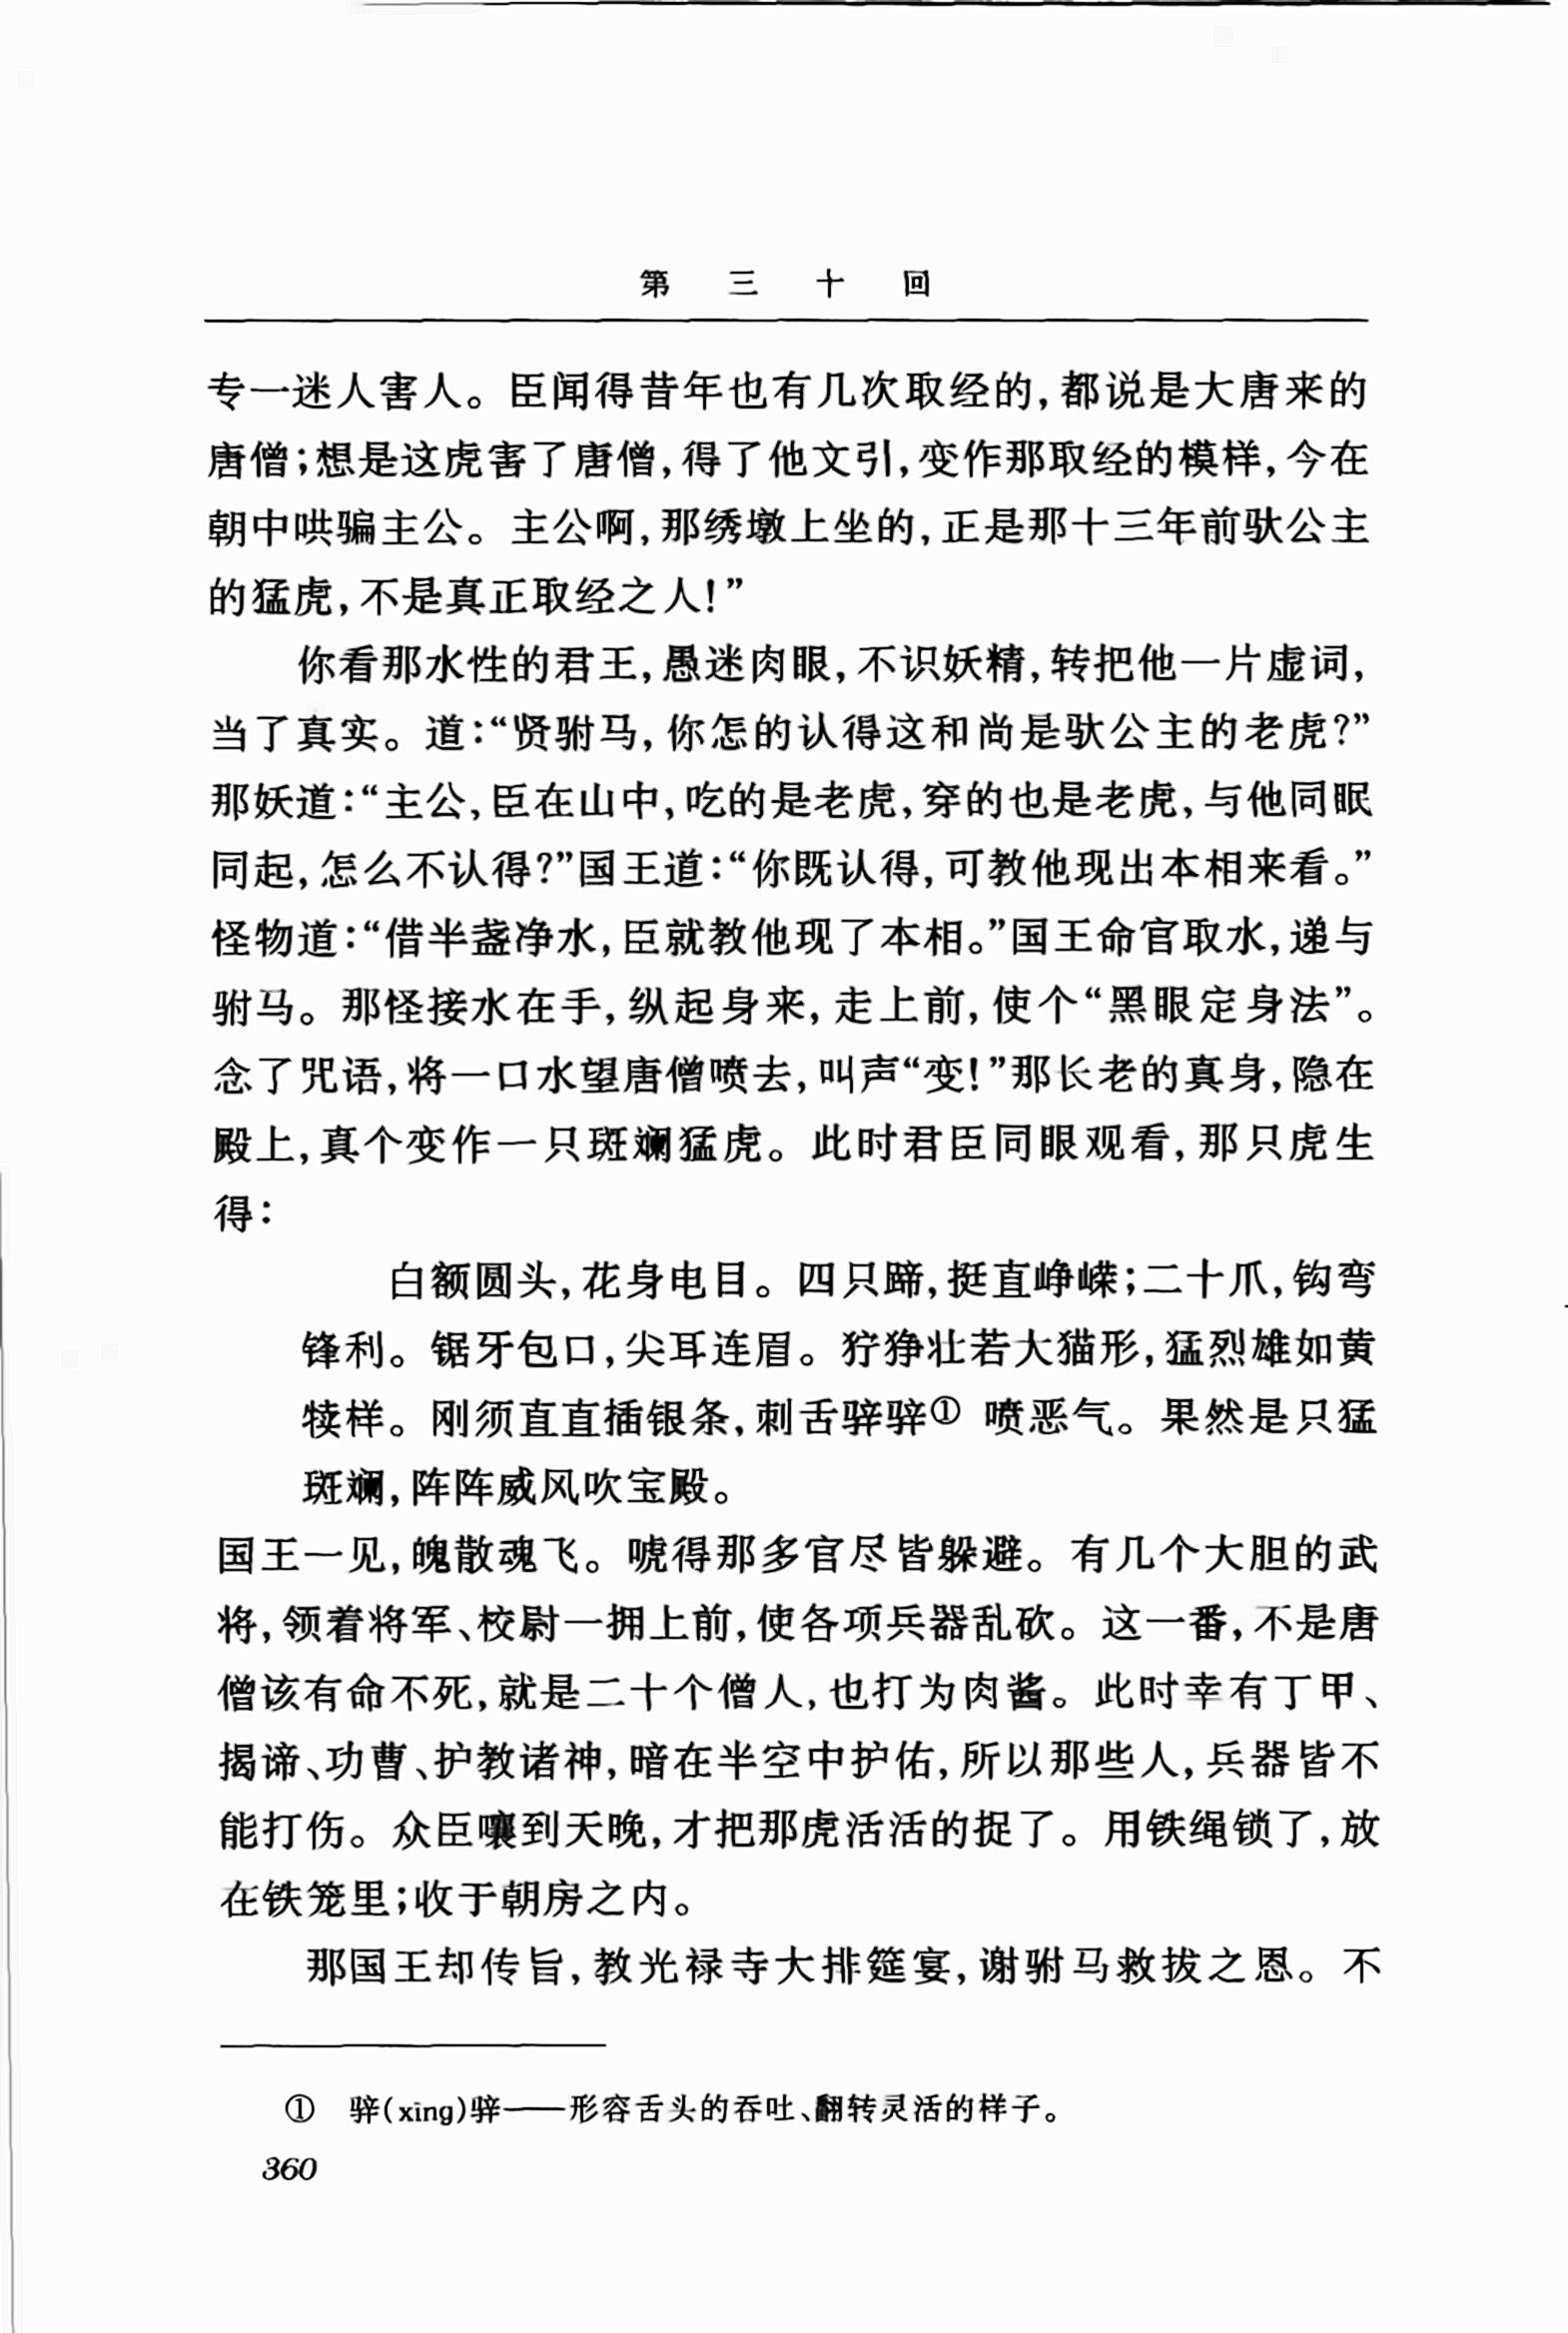 第三十回
专一迷人害人。臣闻得昔年也有几次取经的,都说是大唐来的
唐僧;想是这虎害了唐僧,得了他文引,变作那取经的模样,今在
朝中哄骗主公。主公啊,那绣墩上坐的,正是那十三年前驮公主
的猛虎,不是真正取经之人!”
你看那水性的君王,愚迷肉眼,不识妖精,转把他一片虚词,
当了真实。道:“贤驸马,你怎的认得这和尚是驮公主的老虎?”
那妖道:“主公,臣在山中,吃的是老虎,穿的也是老虎,与他同眠
同起,怎么不认得?”国王道:“你既认得,可教他现出本相来看。”
怪物道:“借半盏净水,臣就教他现了本相。”国王命官取水,递与
驸马。那怪接水在手,纵起身来,走上前,使个“黑眼定身法”。
念了咒语,将一口水望唐僧喷去,叫声“变!”那长老的真身,隐在
殿上,真个变作一只斑斓猛虎。此时君臣同眼观看,那只虎生
得:
白额圆头,花身电目。四只蹄,挺直峥嵘;二十爪,钩弯
锋利。锯牙包口,尖耳连眉。狞狰壮若大猫形,猛烈雄如黄
犊样。刚须直直插银条,刺舌骍骍① 喷恶气。果然是只猛
斑斓,阵阵威风吹宝殿。
国王一见,魄散魂飞。唬得那多官尽皆躲避。有几个大胆的武
将,领着将军、校尉一拥上前,使各项兵器乱砍。这一番,不是唐
僧该有命不死,就是二十个僧人,也打为肉酱。此时幸有丁甲、
揭谛、功曹、护教诸神,暗在半空中护佑,所以那些人,兵器皆不
能打伤。众臣嚷到天晚,才把那虎活活的捉了。用铁绳锁了,放
在铁笼里;收于朝房之内。
那国王却传旨,教光禄寺大排筵宴,谢驸马救拔之恩。不
① 骍(xīng)骍——形容舌头的吞吐、翻转灵活的样子。
360